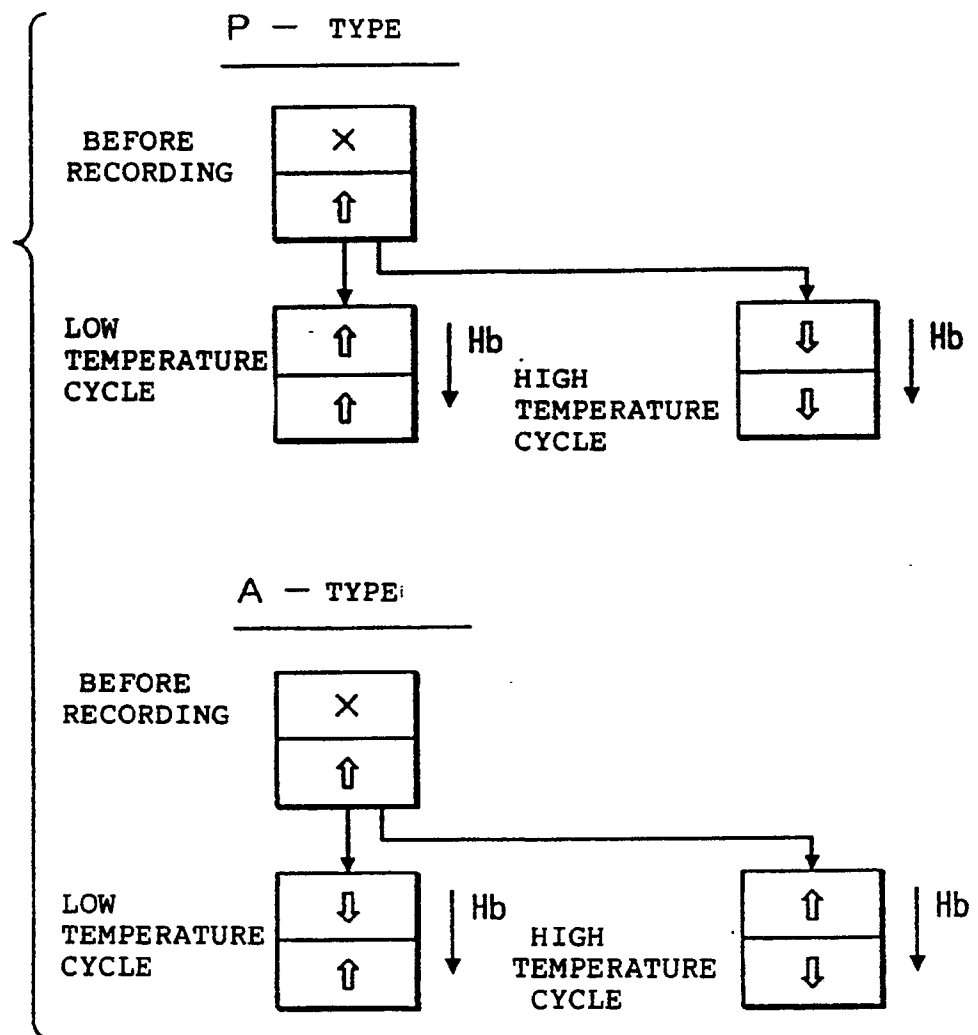 P — TYPE
BEFORE
RECORDING
×
LOW
TEMPERATURE
CYCLE
Hb
HIGH
TEMPERATURE
CYCLE
Hb
A — TYPE
BEFORE
RECORDING
×
LOW
TEMPERATURE
CYCLE
Hb
HIGH
TEMPERATURE
CYCLE
Hb